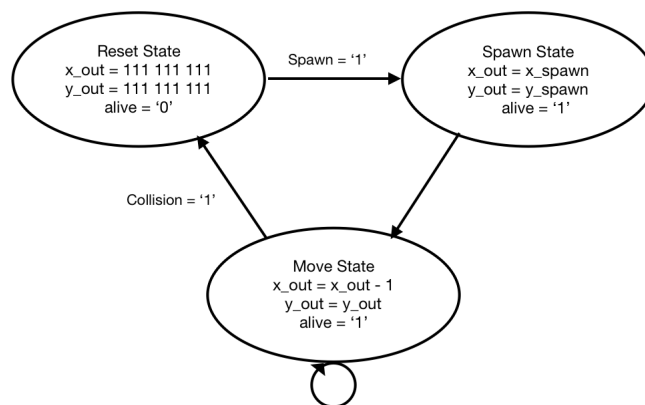 Reset State
x_out = 111 111 111
y_out = 111 111 111
alive = ‘0’
Spawn = ‘1’
Spawn State
x_out = x_spawn
y_out = y_spawn
alive = ‘1’
Collision = ‘1’
Move State
x_out = x_out - 1
y_out = y_out
alive = ‘1’